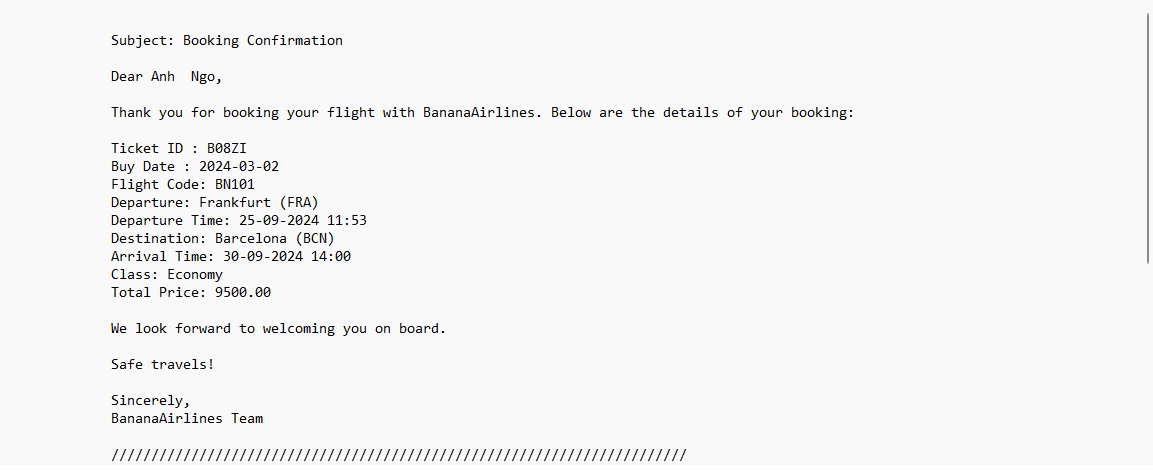 Subject: Booking Confirmation
Dear Anh  Ngo,
Thank you for booking your flight with BananaAirlines. Below are the details of your booking:
Ticket ID : B08ZI
Buy Date : 2024-03-02
Flight Code: BN101
Departure: Frankfurt (FRA)
Departure Time: 25-09-2024 11:53
Destination: Barcelona (BCN)
Arrival Time: 30-09-2024 14:00
Class: Economy
Total Price: 9500.00
We look forward to welcoming you on board.
Safe travels!
Sincerely,
BananaAirlines Team
////////////////////////////////////////////////////////////////////////